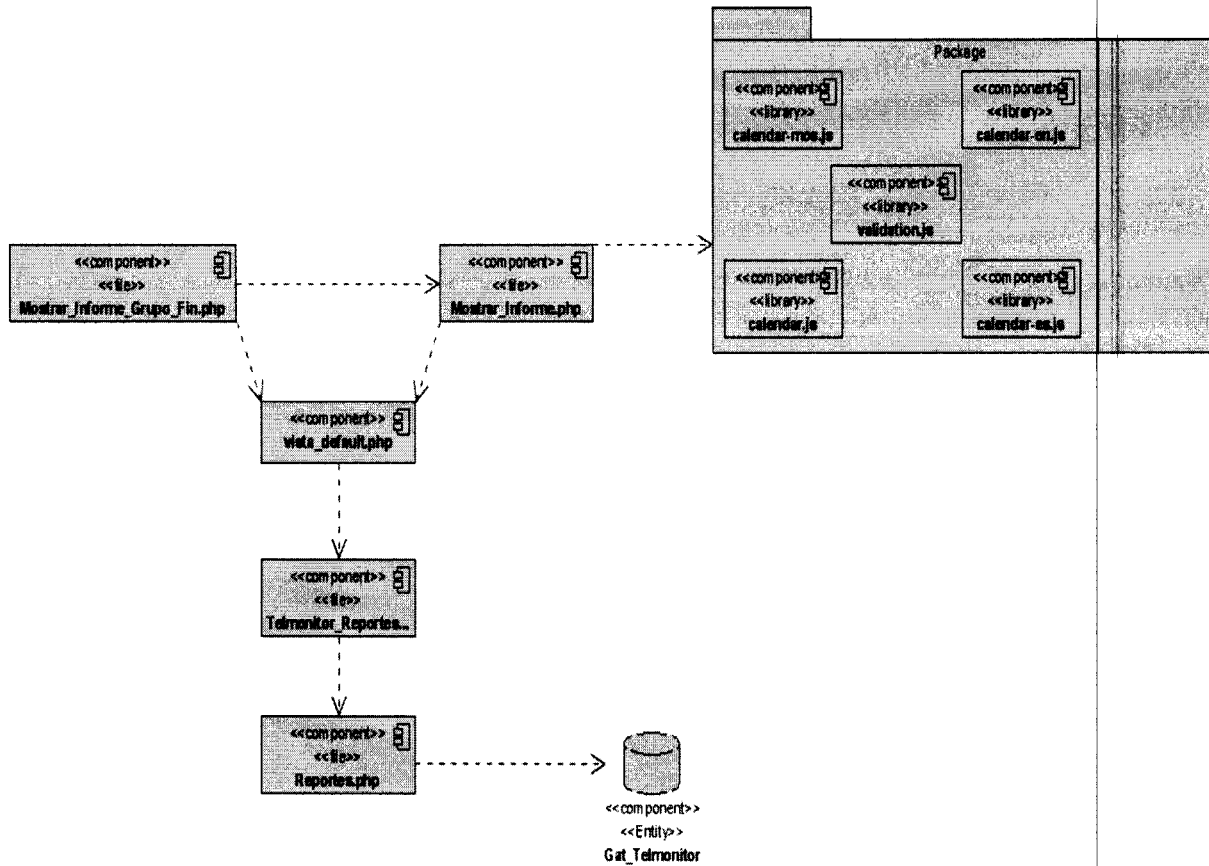 Package
<<component>>
<<library>>
calendar-mos.js
<<component>>
<<library>>
calendar-en.js
<<component>>
<<library>>
validation.js
<<component>>
<<file>>
Mostrar_Informe_Grupo_Fin.php
<<component>>
<<file>>
Mostrar_Informe.php
<<component>>
<<library>>
calendar.js
<<component>>
<<library>>
calendar-es.js
<<component>>
vista_default.php
<<component>>
<<file>>
Telmonitor_Reportes...
<<component>>
<<file>>
Reportes.php
<<component>>
<<Entity>>
Gat_Telmonitor